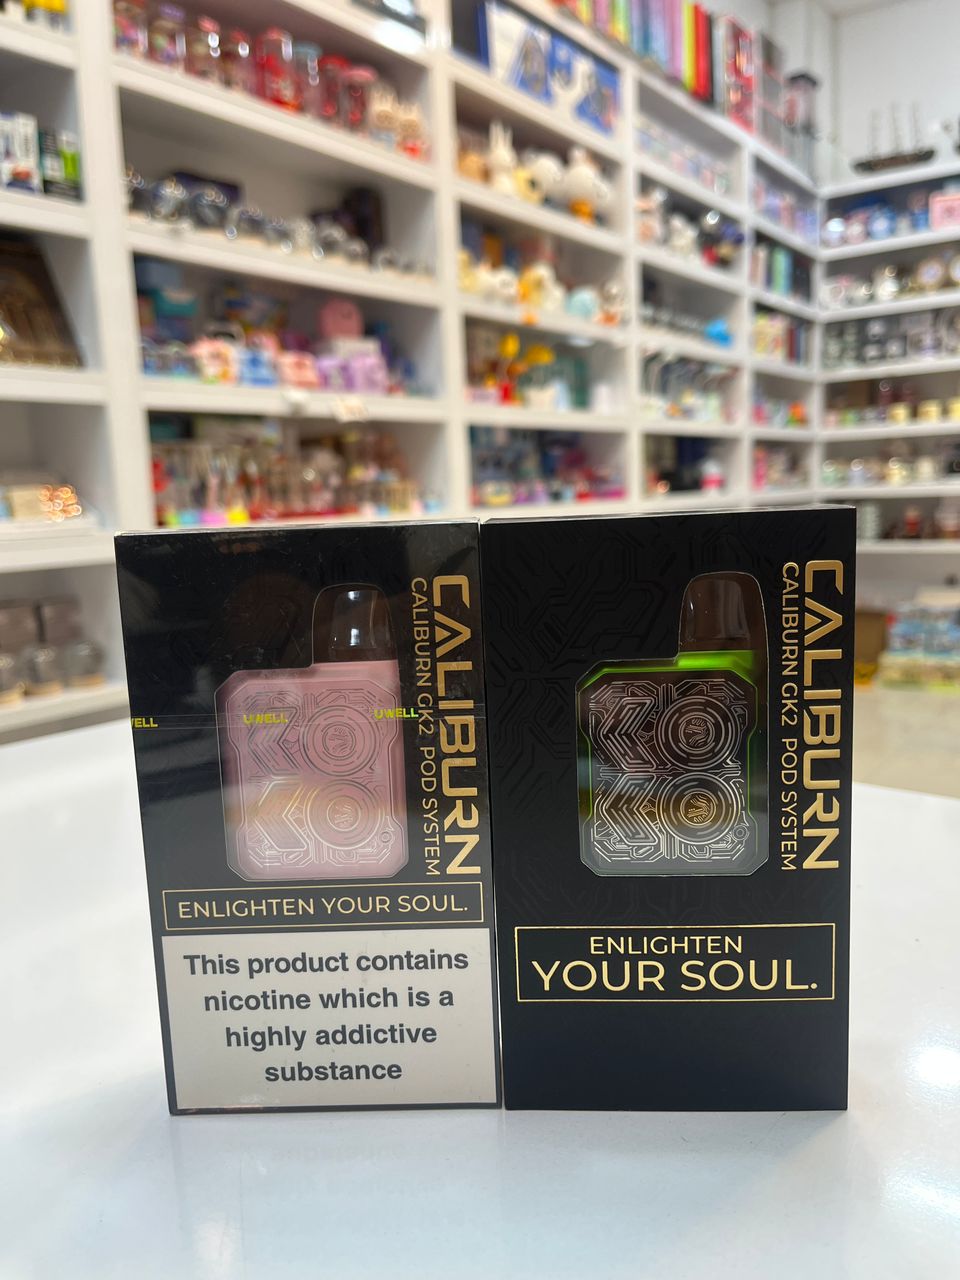 CALIBURN
CALIBURN GK2 POD SYSTEM
ELL UWELL UWELL
ENLIGHTEN YOUR SOUL.
This product contains
nicotine which is a
highly addictive
substance
CALIBURN
CALIBURN GK2 POD SYSTEM
ENLIGHTEN
YOUR SOUL.